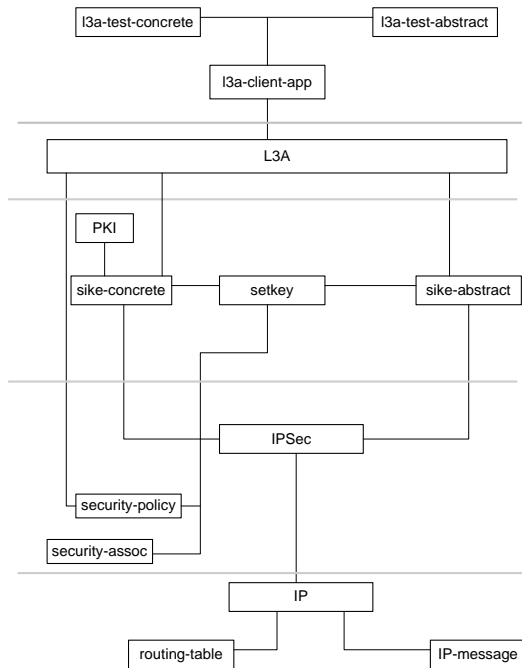 l3a-test-concrete
l3a-test-abstract
l3a-client-app
L3A
PKI
sike-concrete
setkey
sike-abstract
IPSec
security-policy
security-assoc
IP
routing-table
IP-message